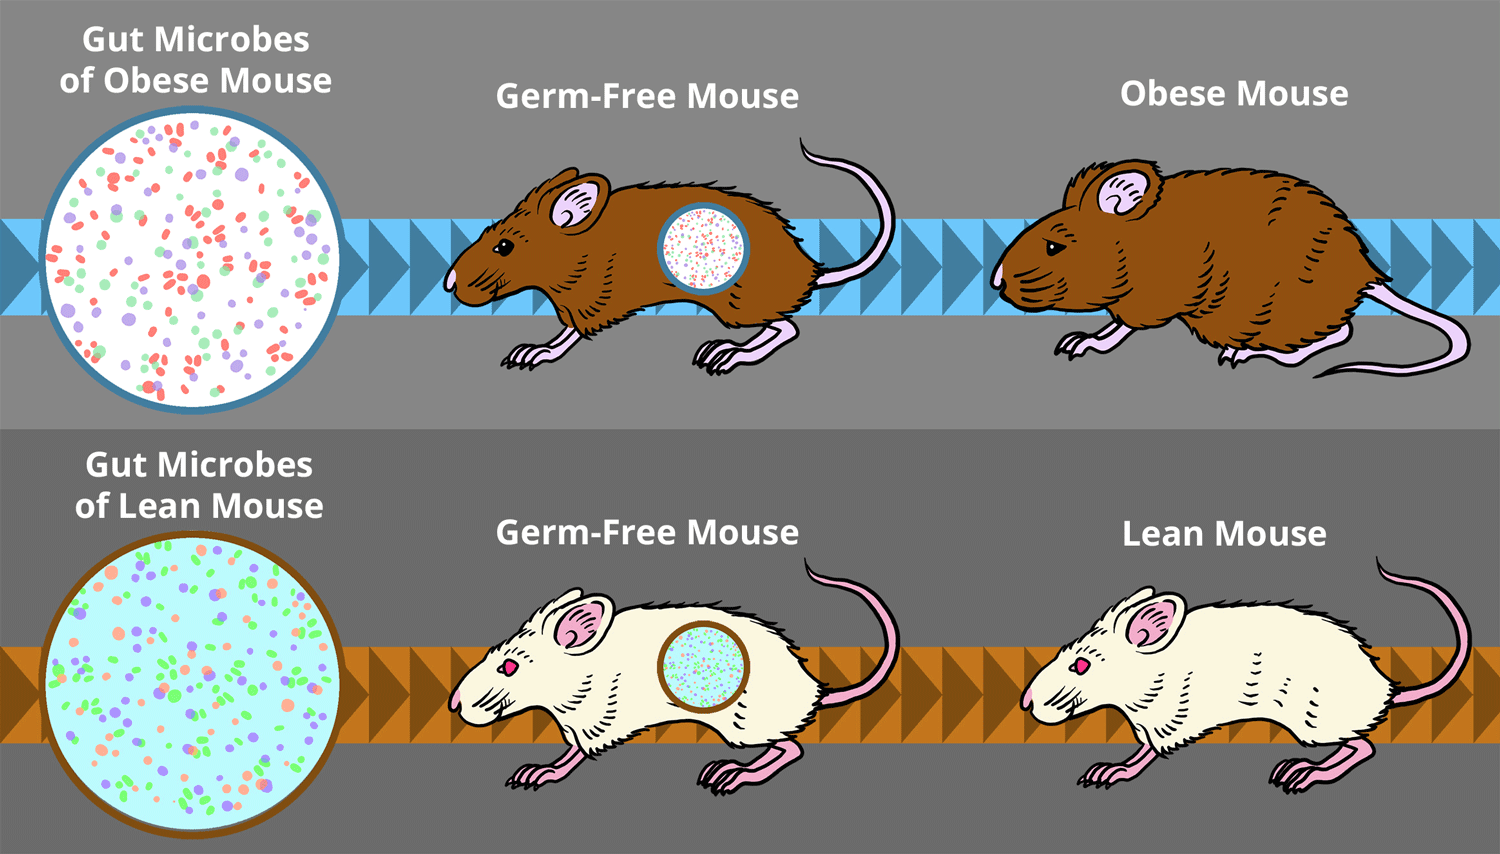 Gut Microbes
of Obese Mouse
Germ-Free Mouse
Obese Mouse
Gut Microbes
of Lean Mouse
Germ-Free Mouse
Lean Mouse